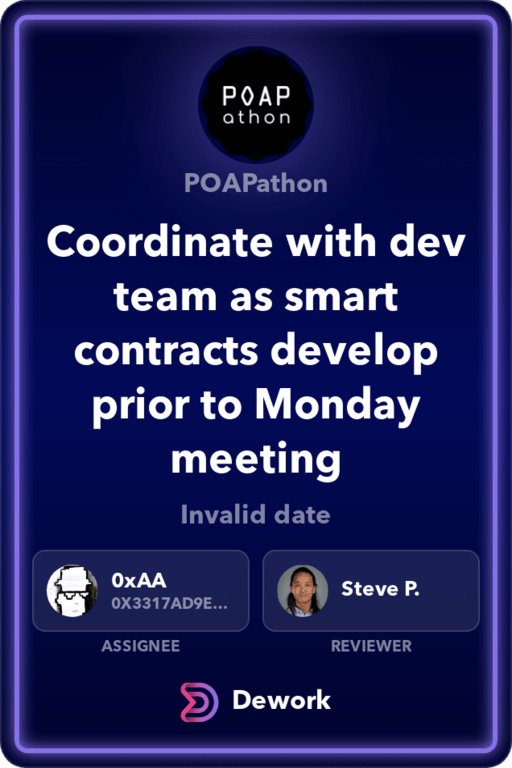 POAP
athon
POAPathon
Coordinate with dev
team as smart
contracts develop
prior to Monday
meeting
Invalid date
0xAA
0X3317AD9E...
Steve P.
ASSIGNEE
REVIEWER
Dework